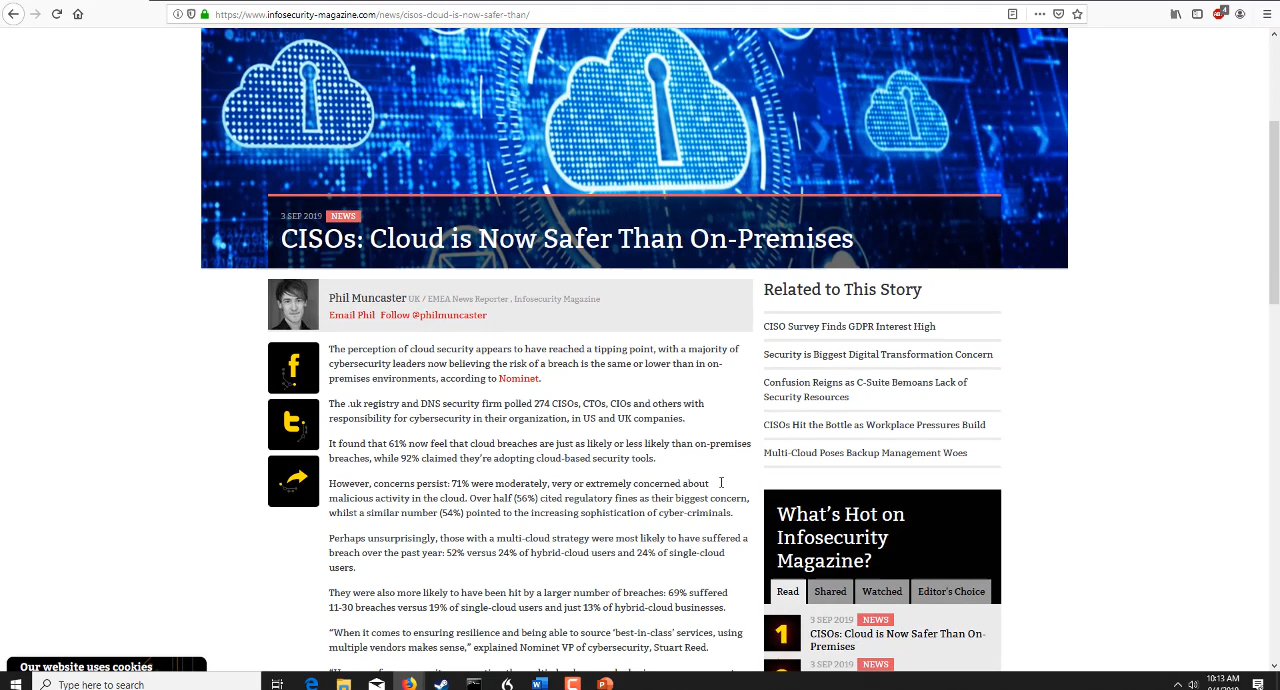 https://www.infosecurity-magazine.com/news/cisos-cloud-is-now-safer-than/
4
3 SEP 2019 NEWS
CISOs: Cloud is Now Safer Than On-Premises
Phil Muncaster UK / EMEA News Reporter , Infosecurity Magazine
Email Phil Follow @philmuncaster
The perception of cloud security appears to have reached a tipping point, with a majority of
cybersecurity leaders now believing the risk of a breach is the same or lower than in on-
premises environments, according to Nominet.
The .uk registry and DNS security firm polled 274 CISOs, CTOs, CIOs and others with
responsibility for cybersecurity in their organization, in US and UK companies.
It found that 61% now feel that cloud breaches are just as likely or less likely than on-premises
breaches, while 92% claimed they're adopting cloud-based security tools.
However, concerns persist: 71% were moderately, very or extremely concerned about
malicious activity in the cloud. Over half (56%) cited regulatory fines as their biggest concern,
whilst a similar number (54%) pointed to the increasing sophistication of cyber-criminals.
Perhaps unsurprisingly, those with a multi-cloud strategy were most likely to have suffered a
breach over the past year: 52% versus 24% of hybrid-cloud users and 24% of single-cloud
users.
They were also more likely to have been hit by a larger number of breaches: 69% suffered
11-30 breaches versus 19% of single-cloud users and just 13% of hybrid-cloud businesses.
“When it comes to ensuring resilience and being able to source ‘best-in-class’ services, using
multiple vendors makes sense,” explained Nominet VP of cybersecurity, Stuart Reed.
Related to This Story
CISO Survey Finds GDPR Interest High
Security is Biggest Digital Transformation Concern
Confusion Reigns as C-Suite Bemoans Lack of
Security Resources
CISOs Hit the Bottle as Workplace Pressures Build
Multi-Cloud Poses Backup Management Woes
What's Hot on
Infosecurity
Magazine?
Read Shared Watched Editor's Choice
1
3 SEP 2019 NEWS
CISOs: Cloud is Now Safer Than On-
Premises
3 SEP 2019 NEWS
Our website uses cookies
Type here to search
10:13 AM